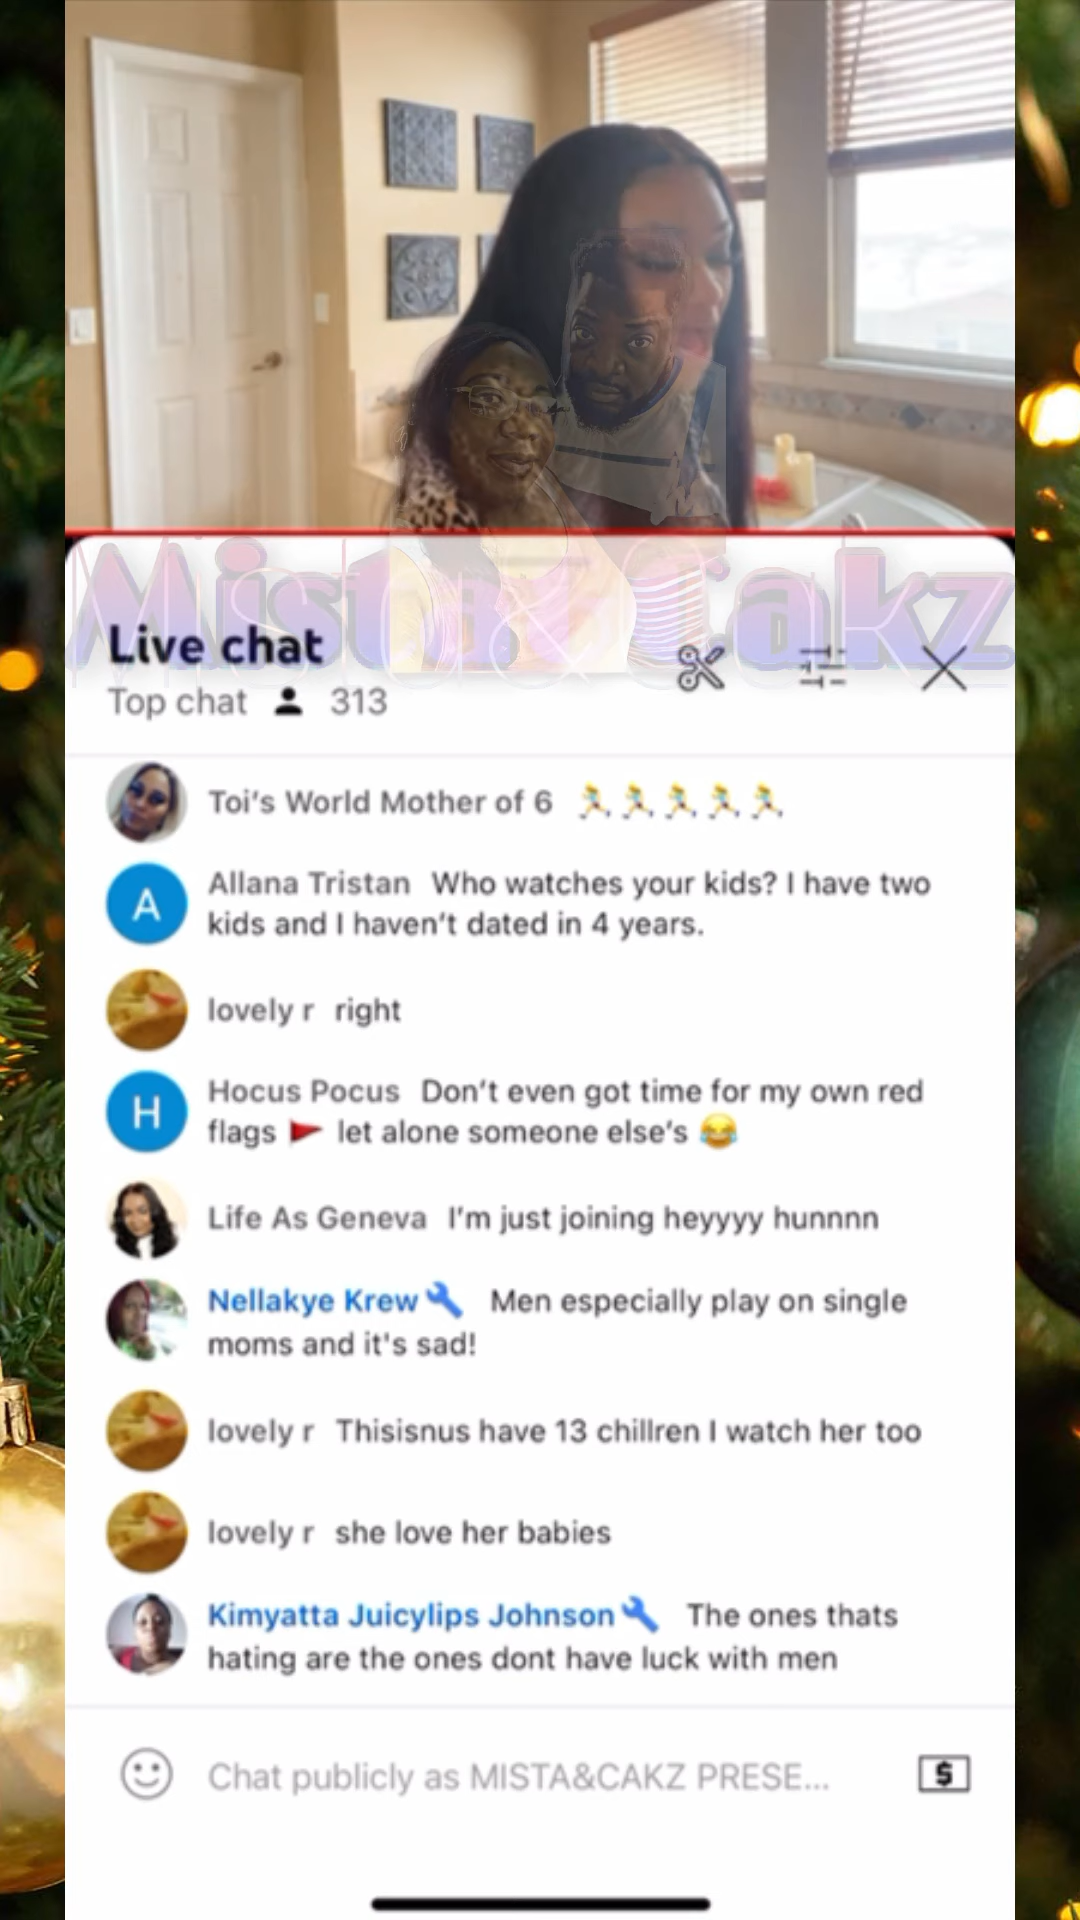 Mista & Cakz
Live chat
Top chat 313
Toi's World Mother of 6 🏃‍♀️🏃‍♀️🏃‍♀️🏃‍♀️🏃‍♀️
Allana Tristan Who watches your kids? I have two
kids and I haven't dated in 4 years.
lovely r right
Hocus Pocus Don't even got time for my own red
flags 🚩 let alone someone else's 😂
Life As Geneva I'm just joining heyyyy hunnnn
Nellakye Krew🔧 Men especially play on single
moms and it's sad!
lovely r Thisisnus have 13 chillren I watch her too
lovely r she love her babies
Kimyatta Juicylips Johnson🔧 The ones thats
hating are the ones dont have luck with men
Chat publicly as MISTA&CAKZ PRESE...